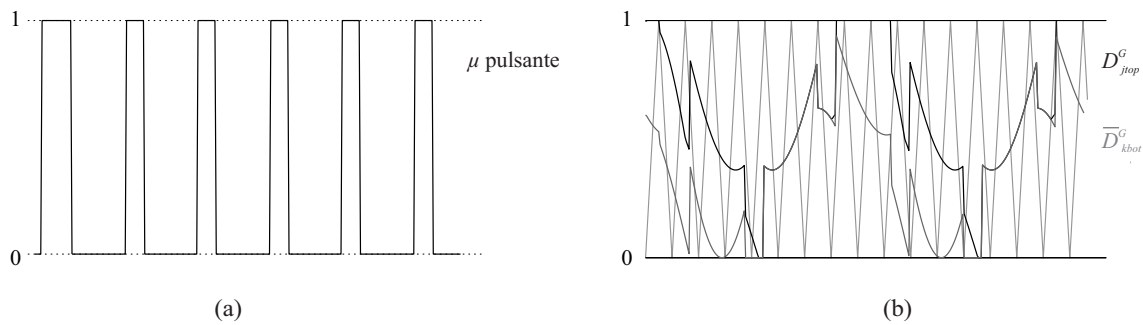 1
0
μ pulsante
(a)
1
0
D^G_jtop
D̅^G_kbot
(b)